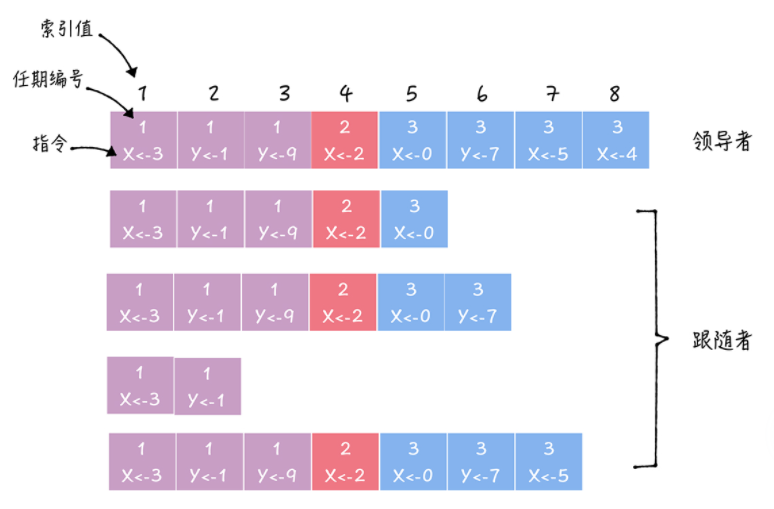 索引值
任期编号
指令
1 2 3 4 5 6 7 8
1 1 1 2 3 3 3 3
X<-3 Y<-1 Y<-9 X<-2 X<-0 Y<-7 X<-5 X<-4
领导者
1 1 1 2 3
X<-3 Y<-1 Y<-9 X<-2 X<-0
1 1 1 2 3 3
X<-3 Y<-1 Y<-9 X<-2 X<-0 Y<-7
跟随者
1 1
X<-3 Y<-1
1 1 1 2 3 3 3
X<-3 Y<-1 Y<-9 X<-2 X<-0 Y<-7 X<-5